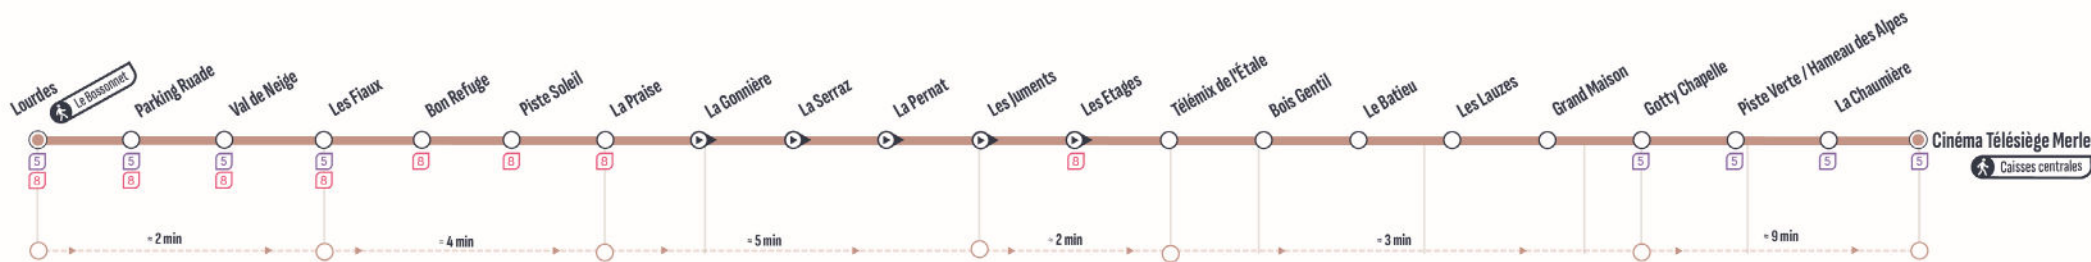 Lourdes
Le Bossonnet
Parking Ruade
Val de Neige
Les Fiaux
Bon Refuge
Piste Soleil
La Praise
La Gonnière
La Serraz
La Pernat
Les Juments
Les Etages
Télémix de l'Étale
Bois Gentil
Le Batieu
Les Lauzes
Grand Maison
Gotty Chapelle
Piste Verte / Hameau des Alpes
La Chaumière
Cinéma Télésiège Merle
Caisses centrales
5 5 5 5 8 8 8 8 5 5 5 5
8 8 8 8
≈ 2 min ≈ 4 min ≈ 5 min ≈ 2 min ≈ 3 min ≈ 9 min